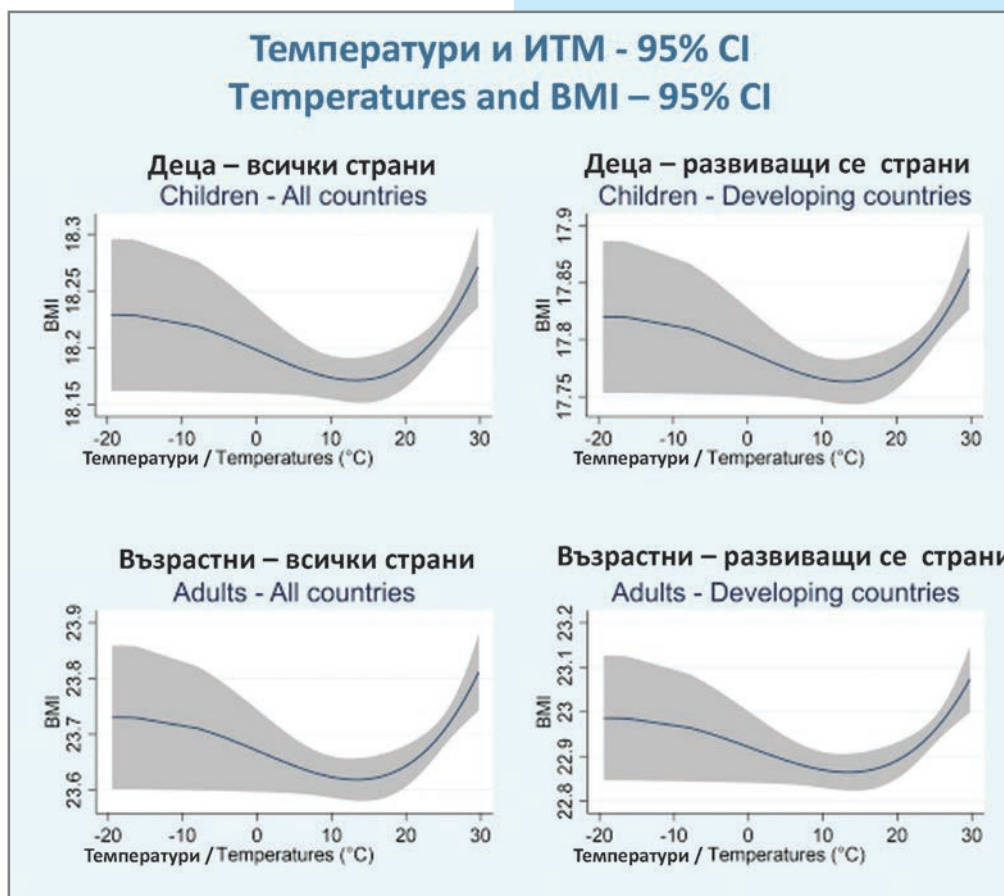 Температури и ИТМ - 95% CI
Temperatures and BMI – 95% CI
Деца – всички страни
Children - All countries
BMI
18.3
18.25
18.2
18.15
-20 -10 0 10 20 30
Температури / Temperatures (°C)
Деца – развиващи се страни
Children - Developing countries
BMI
17.9
17.85
17.8
17.75
-20 -10 0 10 20 30
Температури / Temperatures (°C)
Възрастни – всички страни
Adults - All countries
BMI
23.9
23.8
23.7
23.6
-20 -10 0 10 20 30
Температури / Temperatures (°C)
Възрастни – развиващи се страни
Adults - Developing countries
BMI
23.2
23.1
23
22.9
22.8
-20 -10 0 10 20 30
Температури / Temperatures (°C)